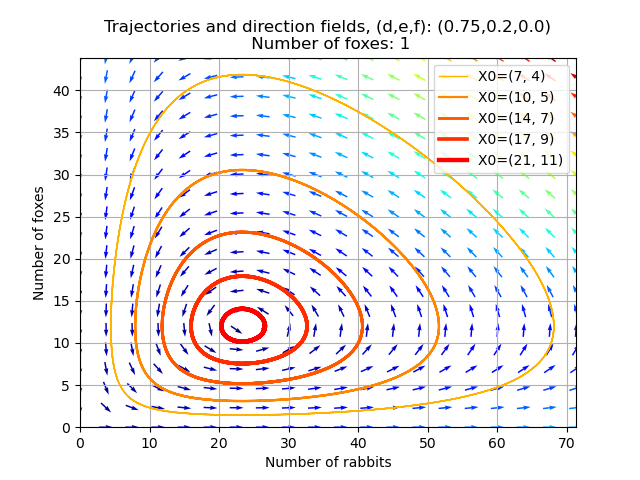 Trajectories and direction fields, (d,e,f): (0.75,0.2,0.0)
Number of foxes: 1
X0=(7, 4)
X0=(10, 5)
X0=(14, 7)
X0=(17, 9)
X0=(21, 11)
Number of foxes
40
35
30
25
20
15
10
5
0
0 10 20 30 40 50 60 70
Number of rabbits